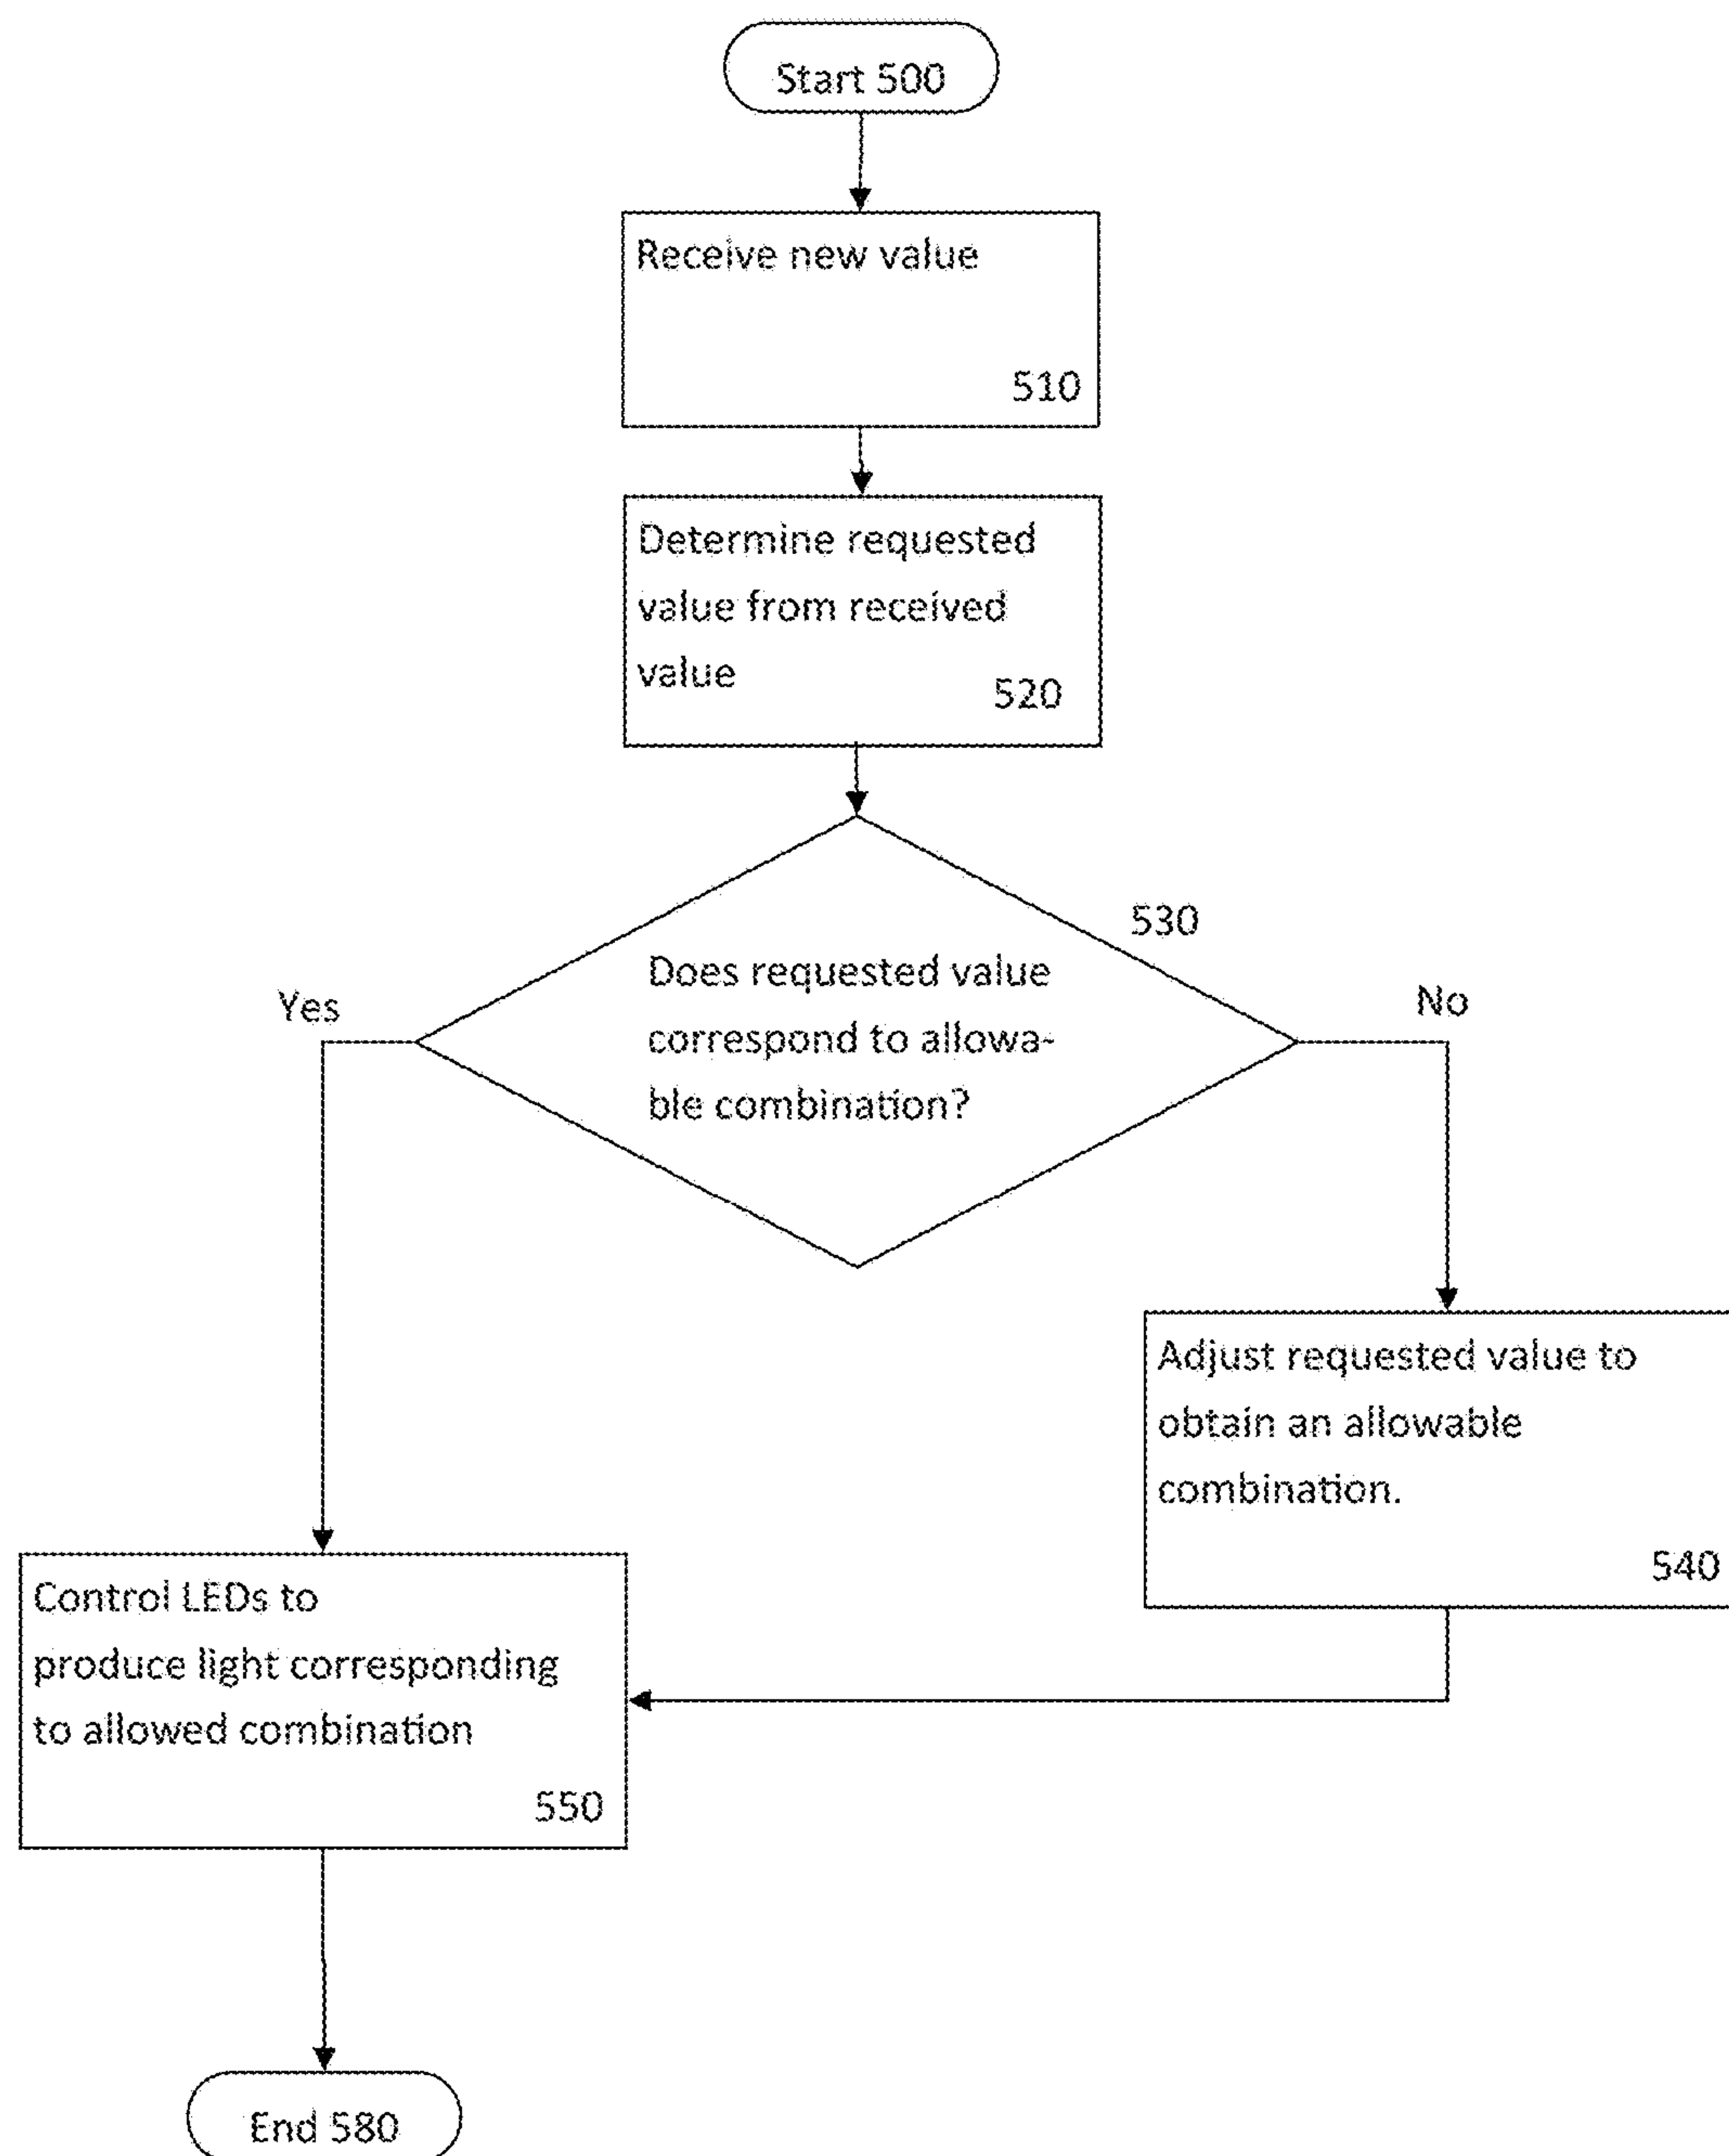 Start 500
Receive new value
510
Determine requested
value from received
value
520
530
Does requested value
correspond to allowa-
ble combination?
Yes
No
Adjust requested value to
obtain an allowable
combination.
540
Control LEDs to
produce light corresponding
to allowed combination
550
End 580